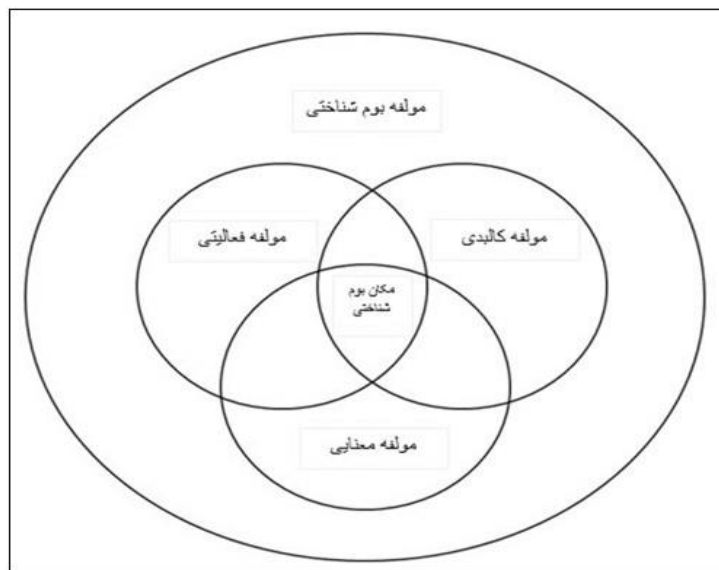 مولفه بوم شناختی
مولفه کالبدی
مولفه فعالیتی
مکان بوم
شناختی
مولفه معنایی